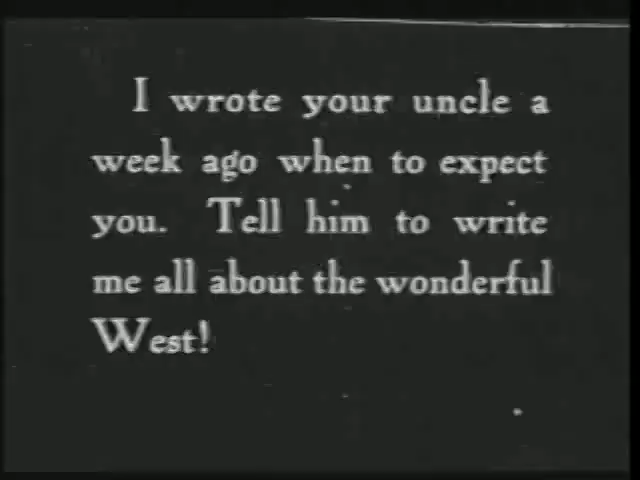 I wrote your uncle a
week ago when to expect
you. Tell him to write
me all about the wonderful
West!